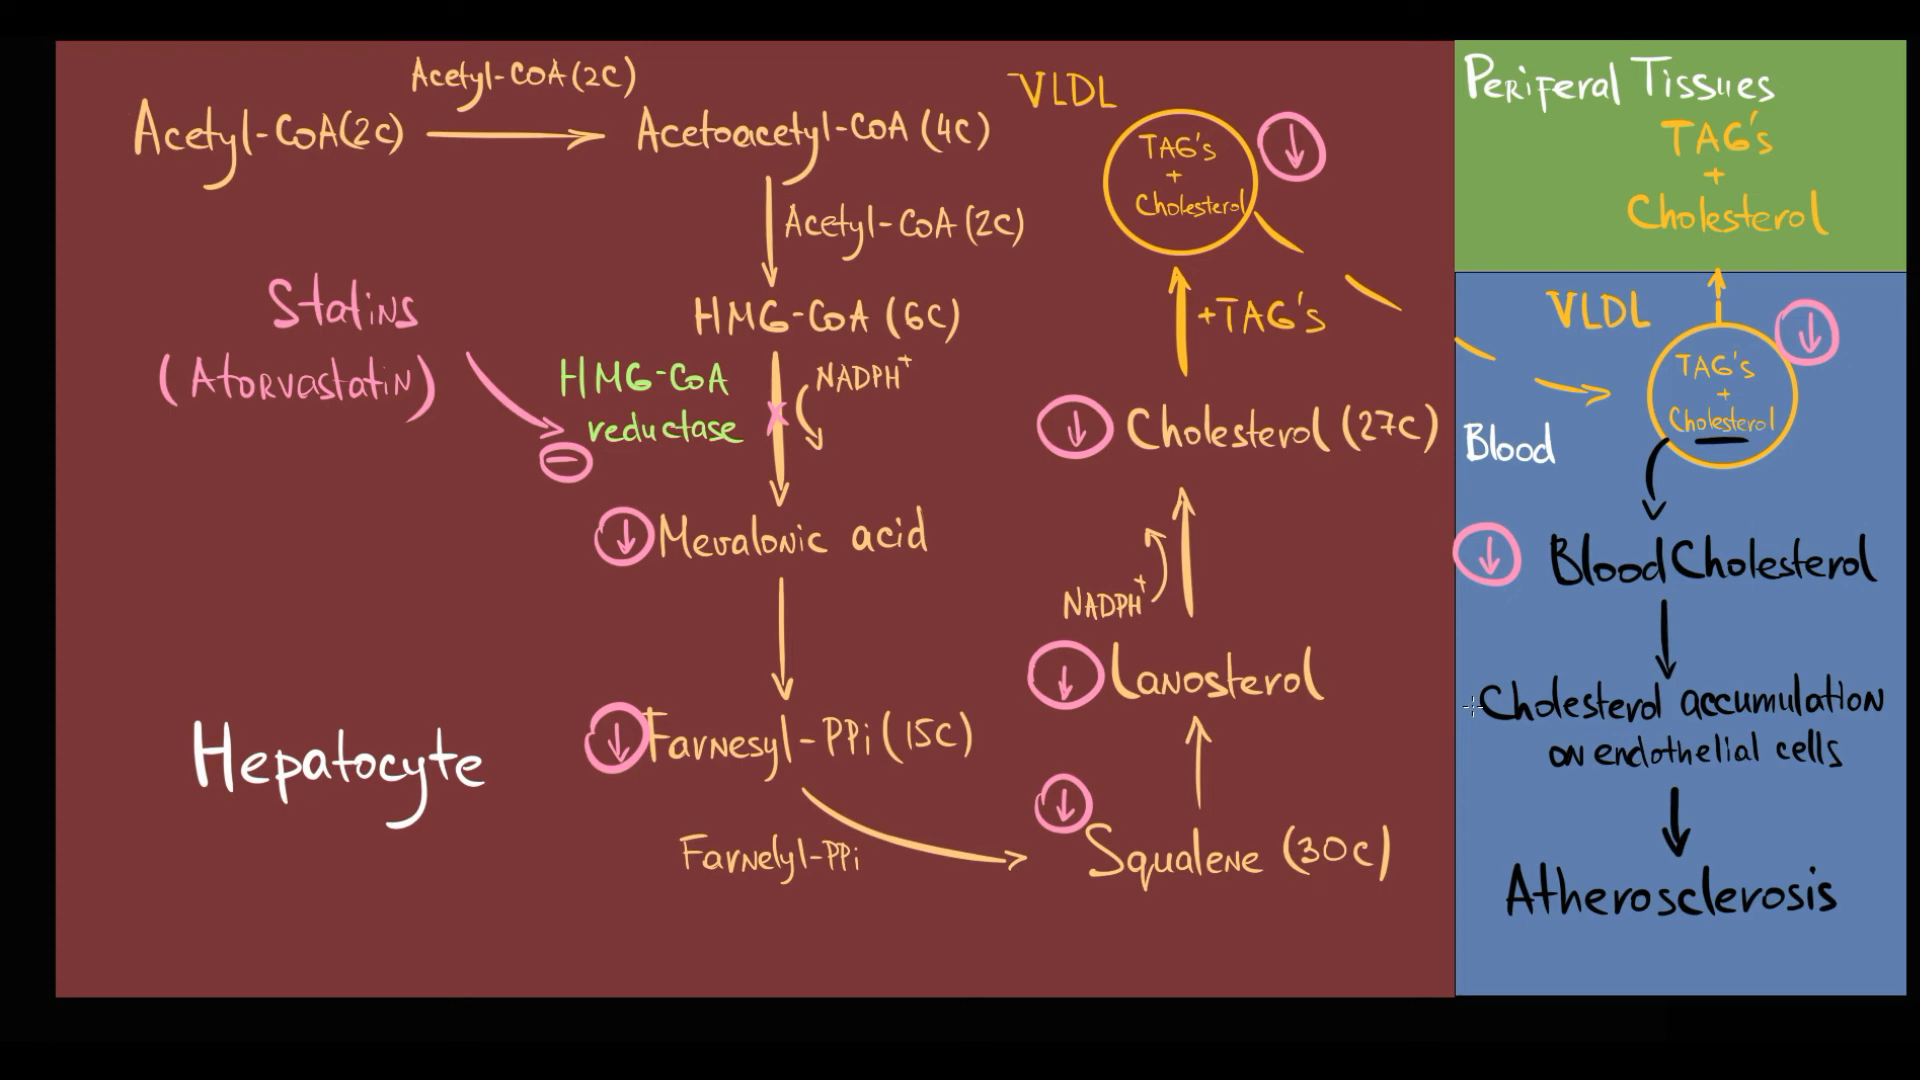 Acetyl-CoA(2C)
Acetyl-COA(2C)
Acetoacetyl-CoA (4C)
Acetyl-CoA (2C)
HMG-CoA (6C)
Statins
(Atorvastatin)
HMG-CoA
reductase
NADPH+
Mevalonic acid
Farnesyl-PPi (15C)
Farnelyl-PPi
Hepatocyte
Squalene (30C)
Lanosterol
NADPH+
Cholesterol (27C)
+TAG's
VLDL
TAG's
+
Cholesterol
Periferal Tissues
TAG's
+
Cholesterol
VLDL
TAG's
+
Cholesterol
Blood
Blood Cholesterol
Cholesterol accumulation
on endothelial cells
Atherosclerosis